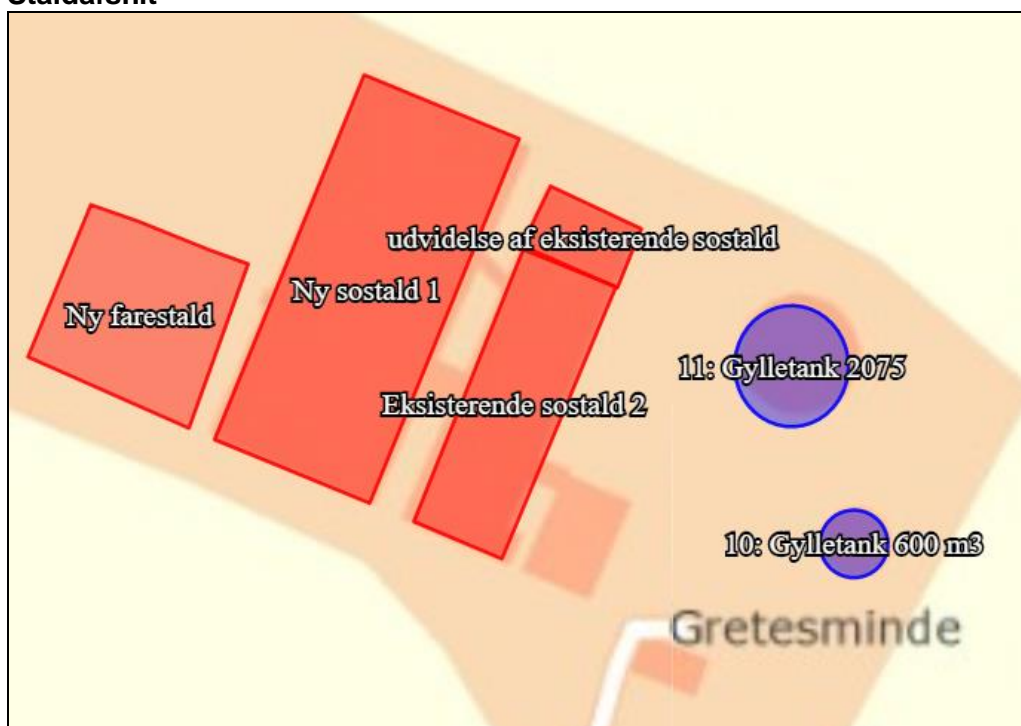 udvidelse af eksisterende sostald
Ny sostald 1
Ny farestald
11: Gylletank 2075
Eksisterende sostald 2
10: Gylletank 600 m3
Gretesminde